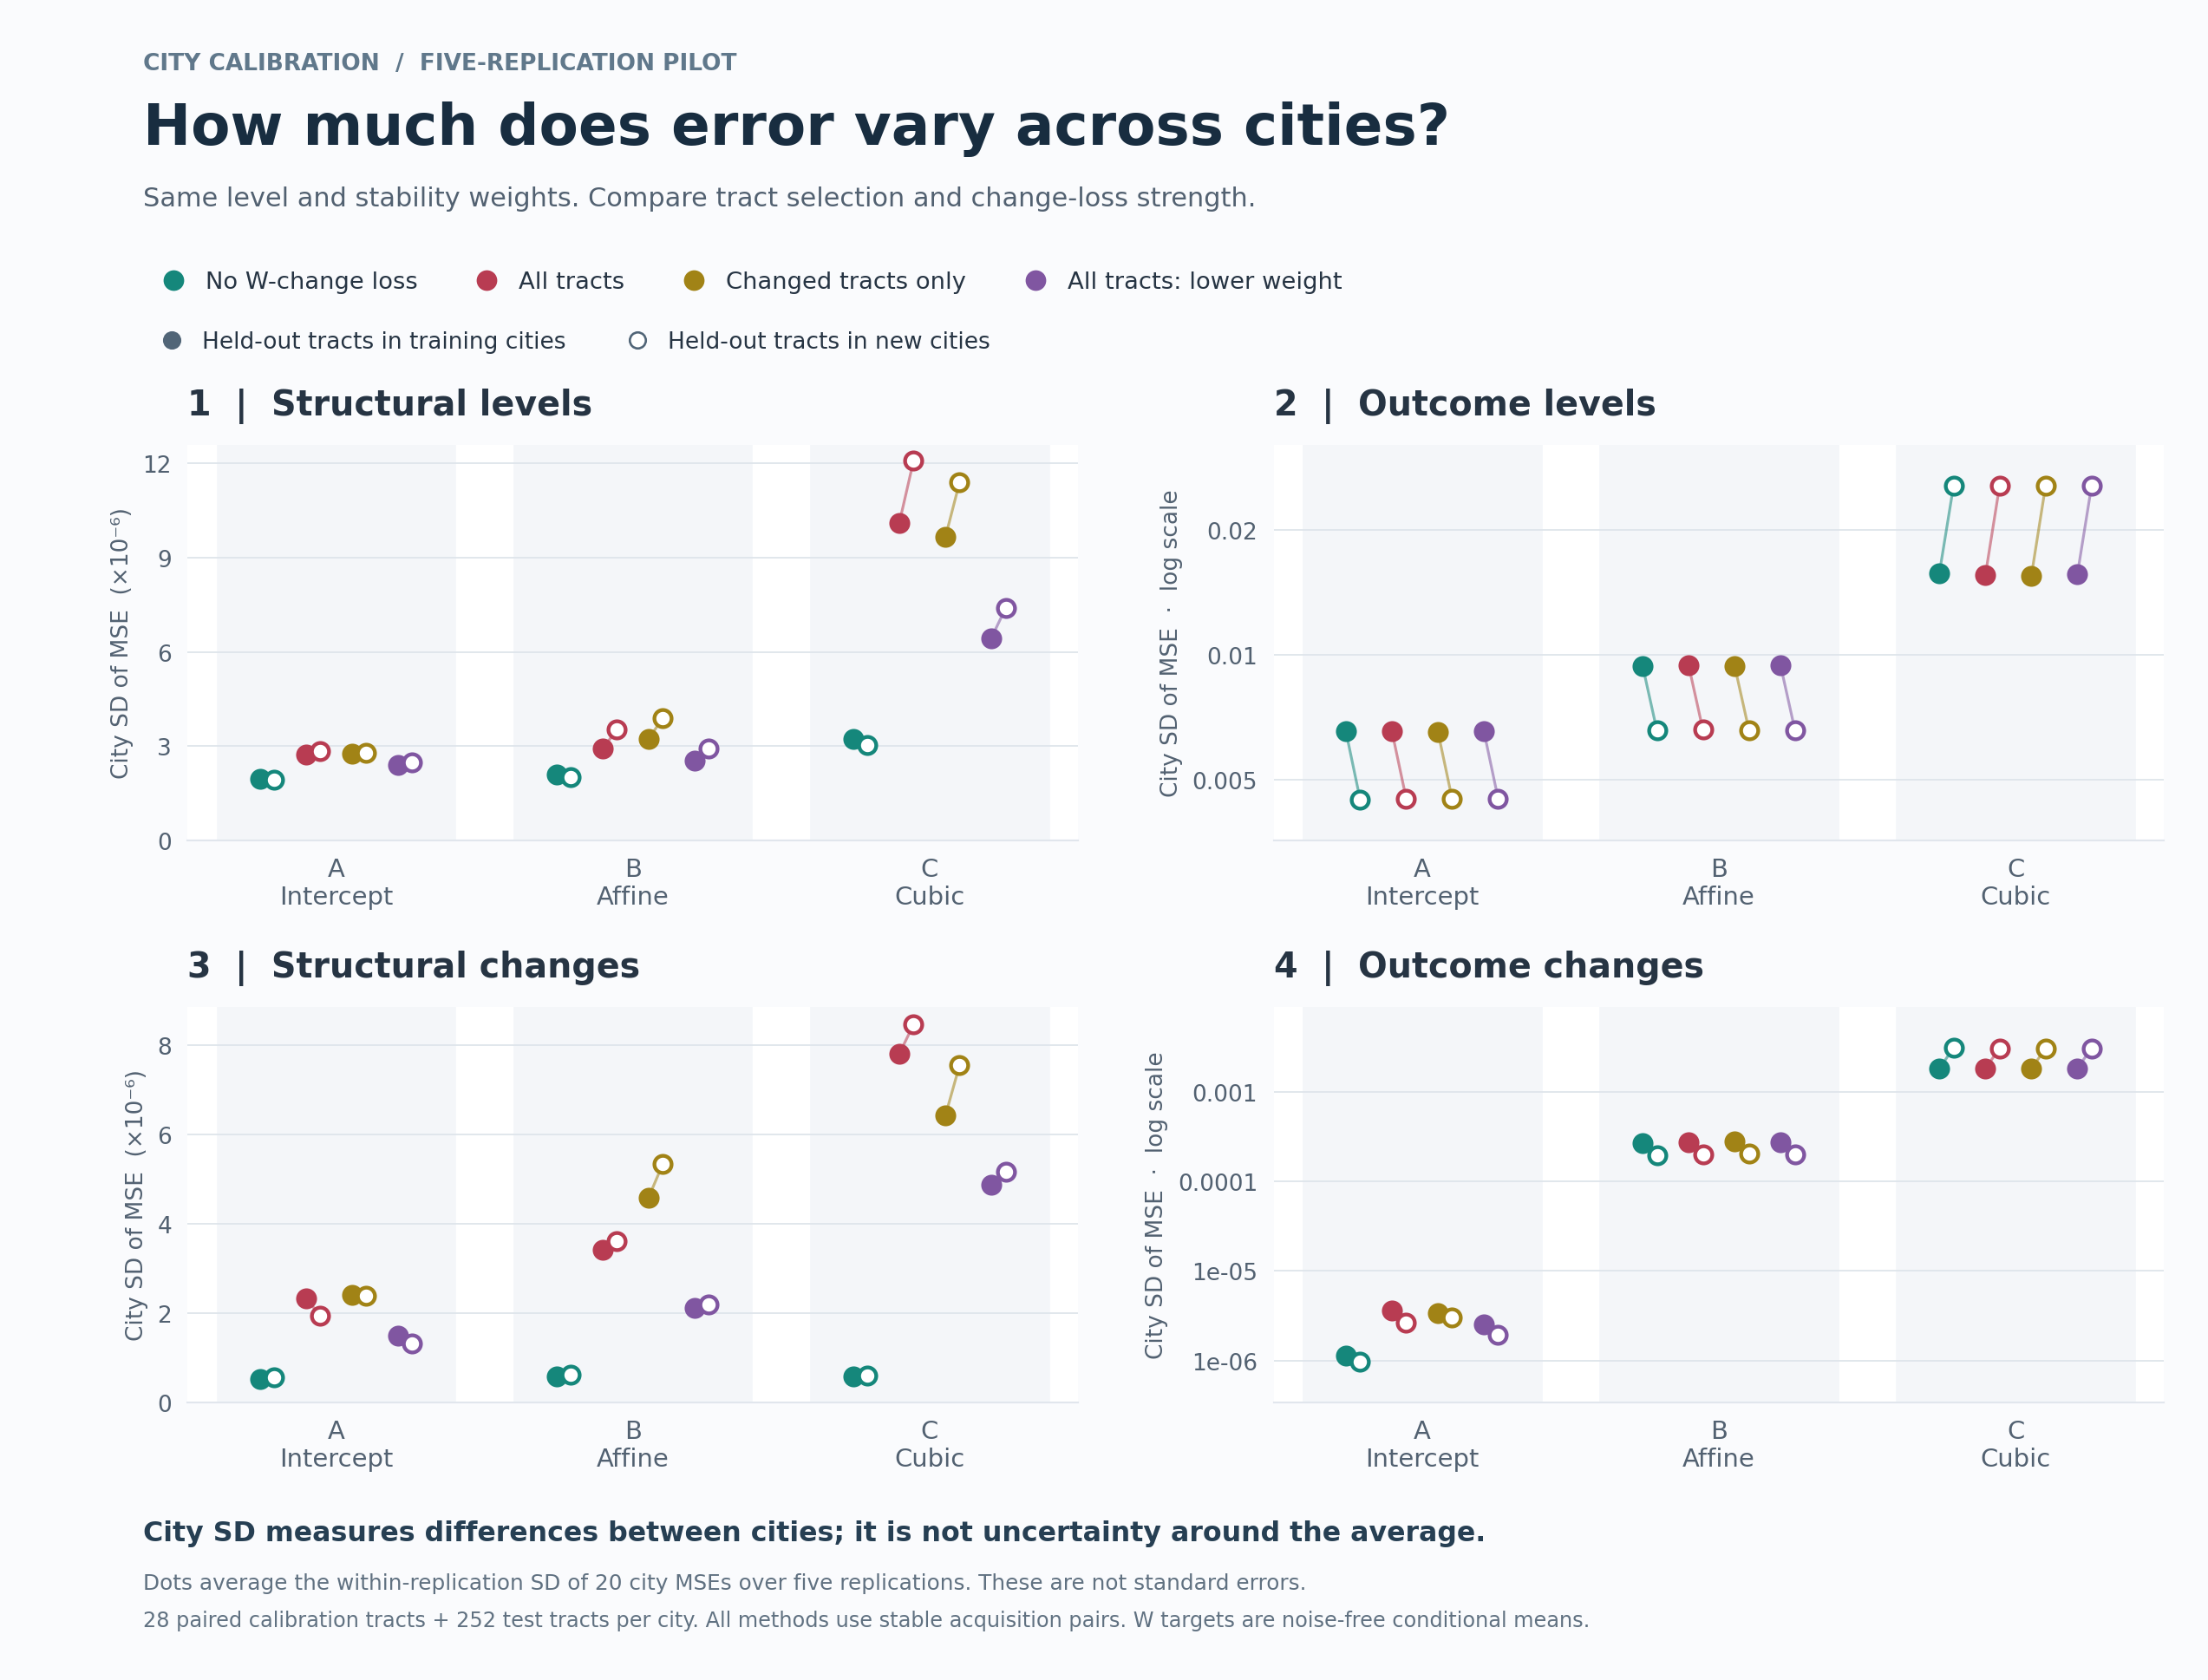 CITY CALIBRATION / FIVE-REPLICATION PILOT
How much does error vary across cities?
Same level and stability weights. Compare tract selection and change-loss strength.
No W-change loss All tracts Changed tracts only All tracts: lower weight
Held-out tracts in training cities Held-out tracts in new cities
1 | Structural levels
City SD of MSE (×10⁻⁶)
12
9
6
3
0
A
Intercept
B
Affine
C
Cubic
2 | Outcome levels
City SD of MSE · log scale
0.02
0.01
0.005
A
Intercept
B
Affine
C
Cubic
3 | Structural changes
City SD of MSE (×10⁻⁶)
8
6
4
2
0
A
Intercept
B
Affine
C
Cubic
4 | Outcome changes
City SD of MSE · log scale
0.001
0.0001
1e-05
1e-06
A
Intercept
B
Affine
C
Cubic
City SD measures differences between cities; it is not uncertainty around the average.
Dots average the within-replication SD of 20 city MSEs over five replications. These are not standard errors.
28 paired calibration tracts + 252 test tracts per city. All methods use stable acquisition pairs. W targets are noise-free conditional means.